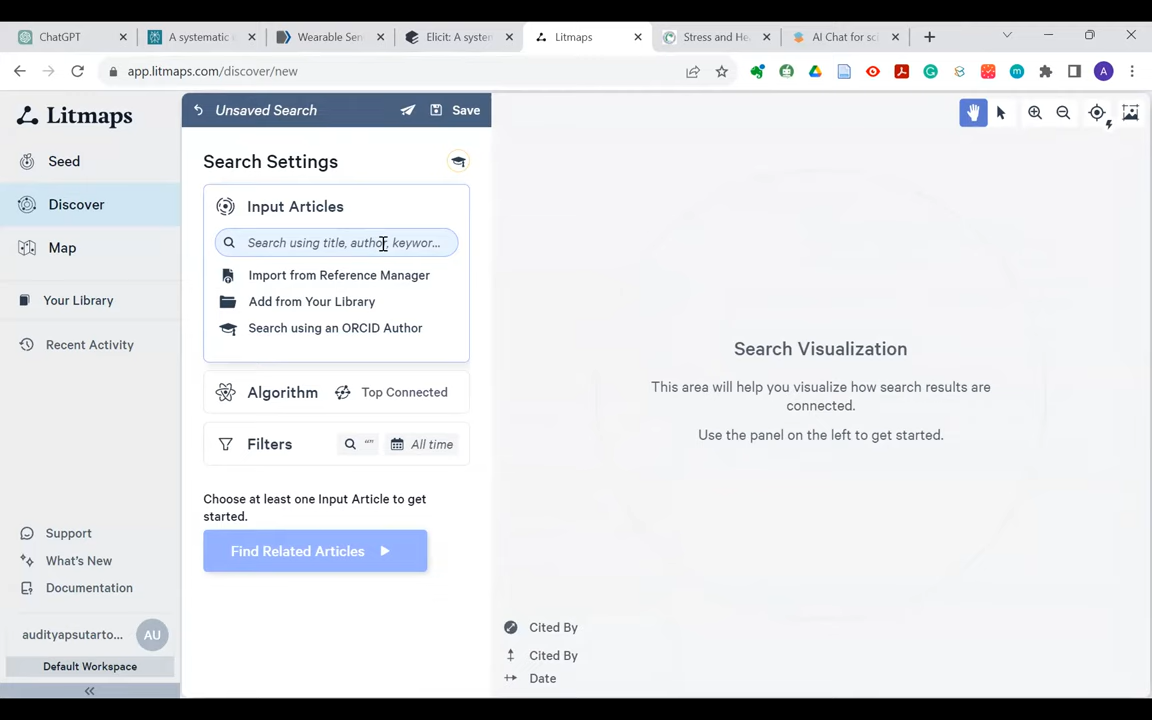 ChatGPT
A systematic
Wearable Sen
Elicit: A system
Litmaps
Stress and He
AI Chat for sci
app.litmaps.com/discover/new
A
Litmaps
Seed
Discover
Map
Your Library
Recent Activity
Support
What's New
Documentation
audityapsutarto...
AU
Default Workspace
Unsaved Search
Save
Search Settings
Input Articles
Search using title, author, keywor...
Import from Reference Manager
Add from Your Library
Search using an ORCID Author
Algorithm Top Connected
Filters "" All time
Choose at least one Input Article to get
started.
Find Related Articles
Search Visualization
This area will help you visualize how search results are
connected.
Use the panel on the left to get started.
Cited By
Cited By
Date